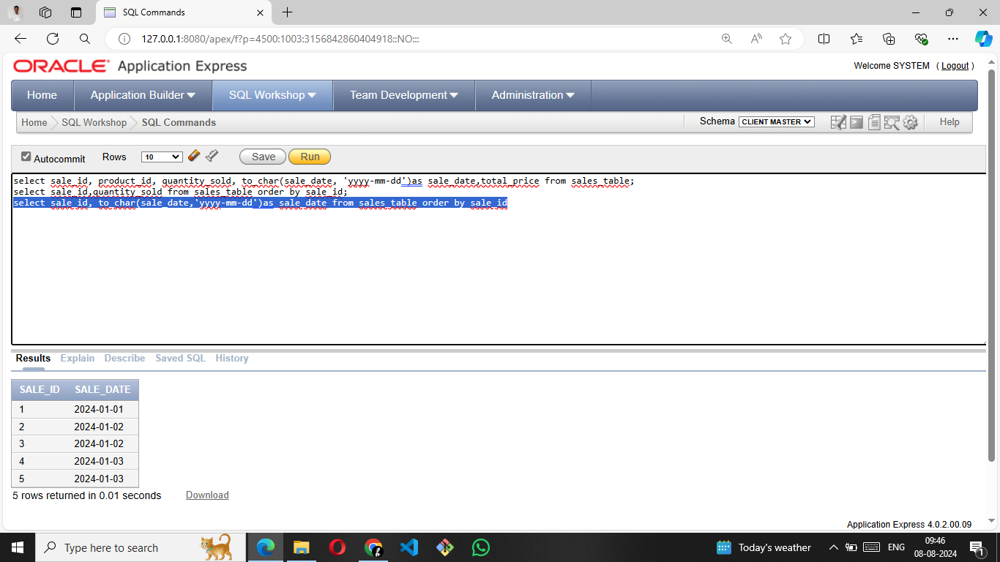 SQL Commands
127.0.0.1:8080/apex/f?p=4500:1003:3156842860404918::NO:::
ORACLE Application Express
Welcome SYSTEM ( Logout )
Home Application Builder SQL Workshop Team Development Administration
Home SQL Workshop SQL Commands Schema CLIENT MASTER Help
Autocommit Rows 10 Save Run
select sale_id, product_id, quantity_sold, to_char(sale_date, 'yyyy-mm-dd')as sale_date,total_price from sales_table;
select sale_id,quantity_sold from sales_table order by sale_id;
select sale_id, to_char(sale_date,'yyyy-mm-dd')as sale_date from sales_table order by sale_id
Results Explain Describe Saved SQL History
SALE_ID SALE_DATE
1 2024-01-01
2 2024-01-02
3 2024-01-02
4 2024-01-03
5 2024-01-03
5 rows returned in 0.01 seconds Download
Application Express 4.0.2.00.09
Type here to search Today's weather ENG 09:46
08-08-2024 1